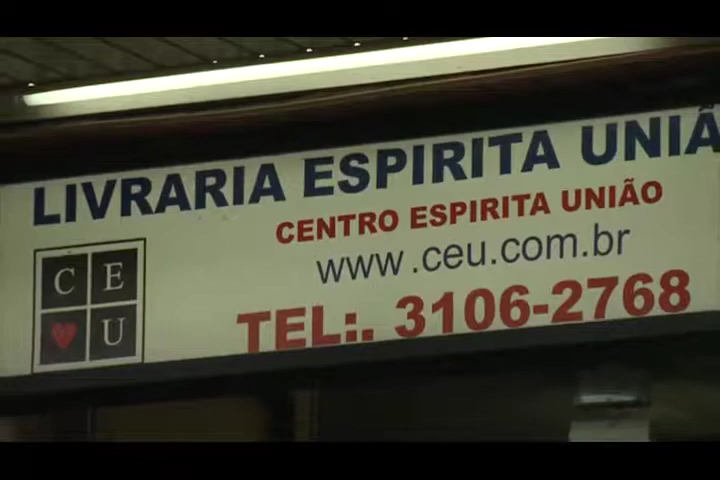 LIVRARIA ESPIRITA UNIÃ
CENTRO ESPIRITA UNIÃO
www.ceu.com.br
TEL:. 3106-2768
C E
U